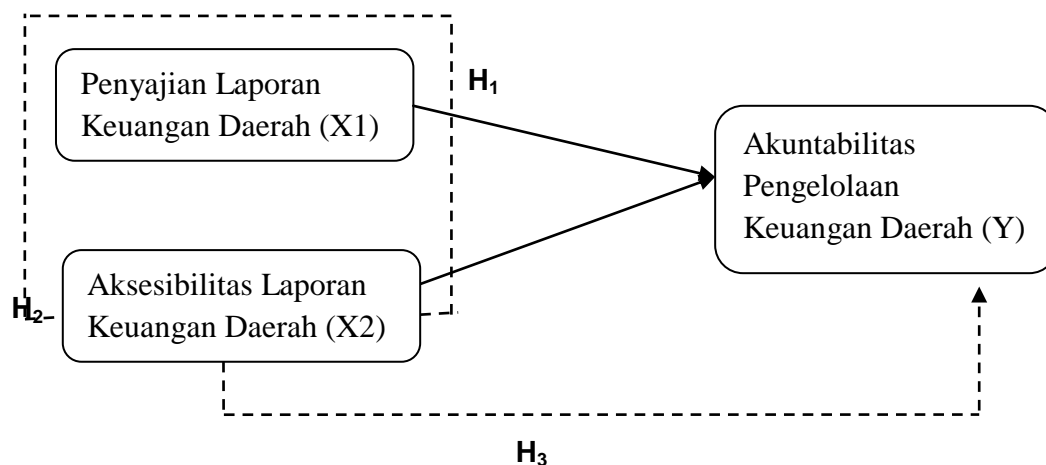 Penyajian Laporan
Keuangan Daerah (X1)
H₁
Akuntabilitas
Pengelolaan
Keuangan Daerah (Y)
Aksesibilitas Laporan
Keuangan Daerah (X2)
H₂
H₃